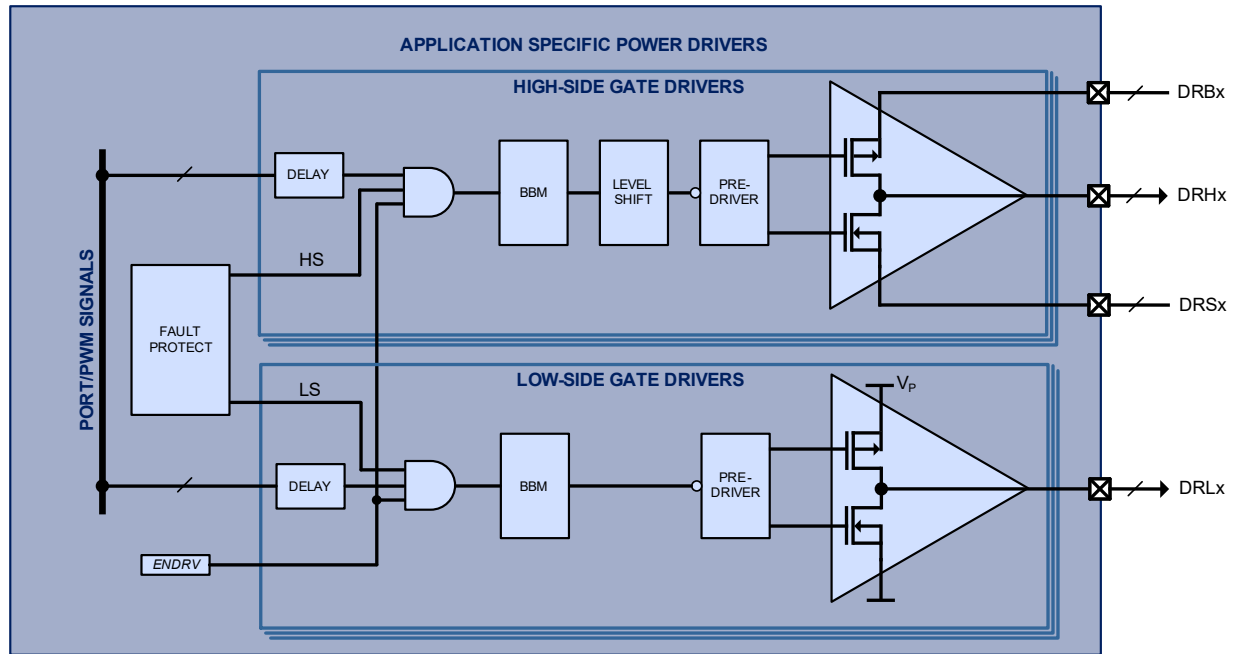 APPLICATION SPECIFIC POWER DRIVERS
HIGH-SIDE GATE DRIVERS
DRBx
DELAY
BBM
LEVEL
SHIFT
PRE-
DRIVER
DRHx
HS
PORT/PWM SIGNALS
FAULT
PROTECT
DRSx
LOW-SIDE GATE DRIVERS
LS
VP
DELAY
BBM
PRE-
DRIVER
DRLx
ENDRV